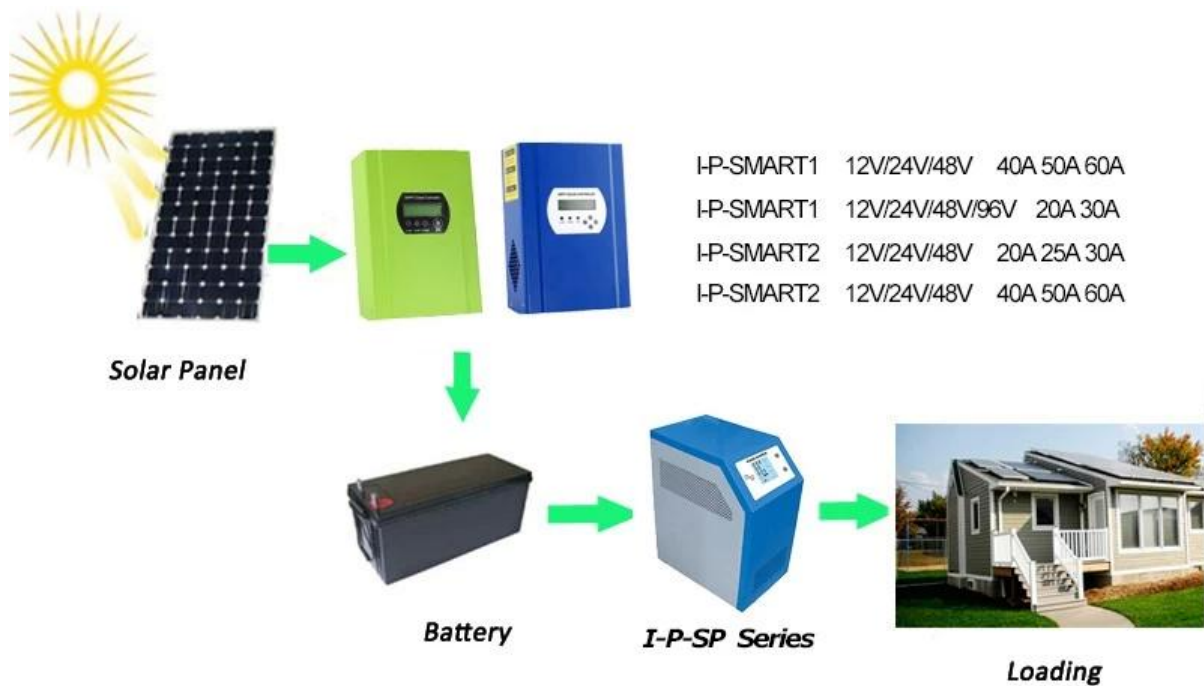 I-P-SMART1 12V/24V/48V 40A 50A 60A
I-P-SMART1 12V/24V/48V/96V 20A 30A
I-P-SMART2 12V/24V/48V 20A 25A 30A
I-P-SMART2 12V/24V/48V 40A 50A 60A
Solar Panel
Battery
I-P-SP Series
Loading